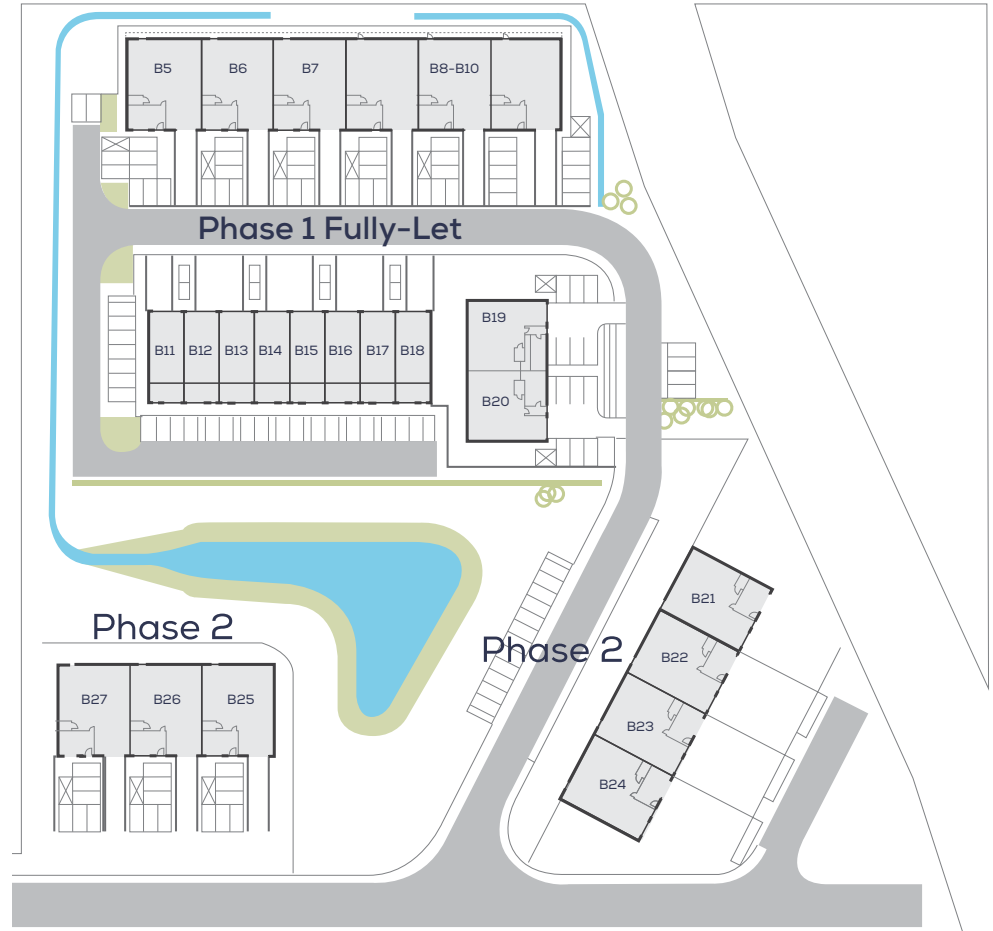 B5
B6
B7
B8-B10
Phase 1 Fully-Let
B11
B12
B13
B14
B15
B16
B17
B18
B19
B20
Phase 2
B27
B26
B25
Phase 2
B21
B22
B23
B24